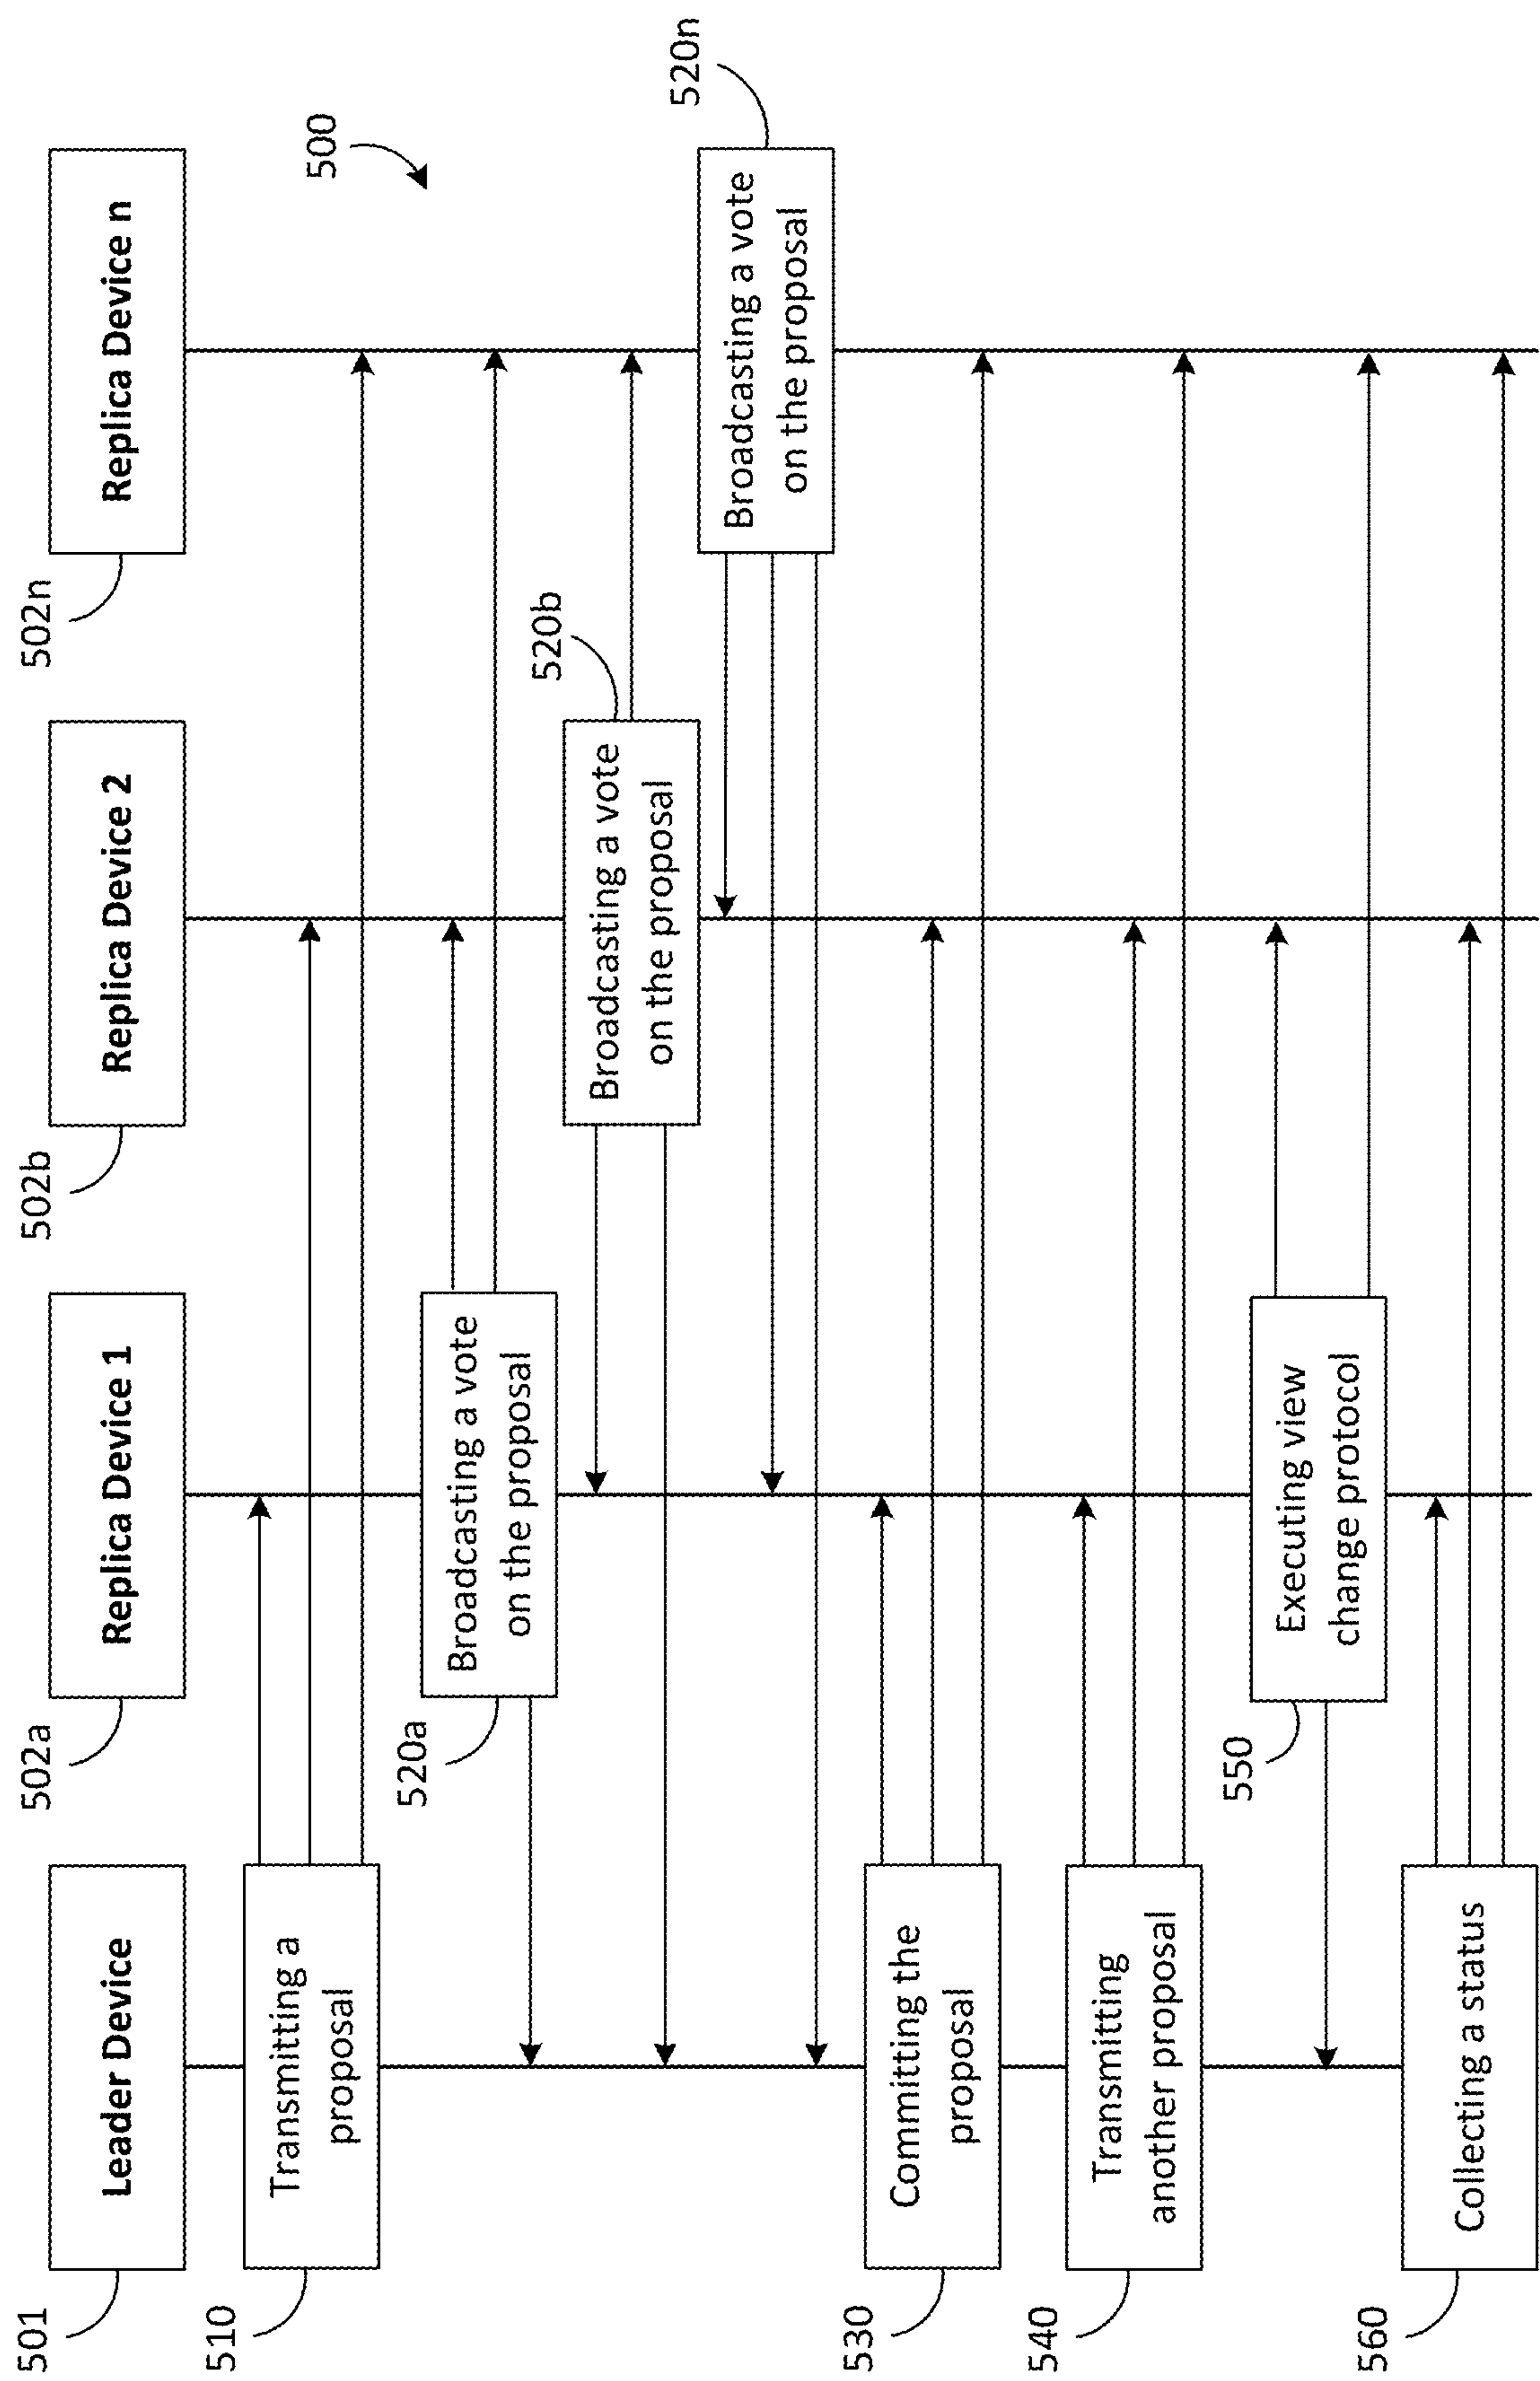 501
Leader Device
502a
Replica Device 1
502b
Replica Device 2
502n
Replica Device n
500
510
Transmitting a
proposal
520a
Broadcasting a vote
on the proposal
520b
Broadcasting a vote
on the proposal
520n
Broadcasting a vote
on the proposal
530
Committing the
proposal
540
Transmitting
another proposal
550
Executing view
change protocol
560
Collecting a status